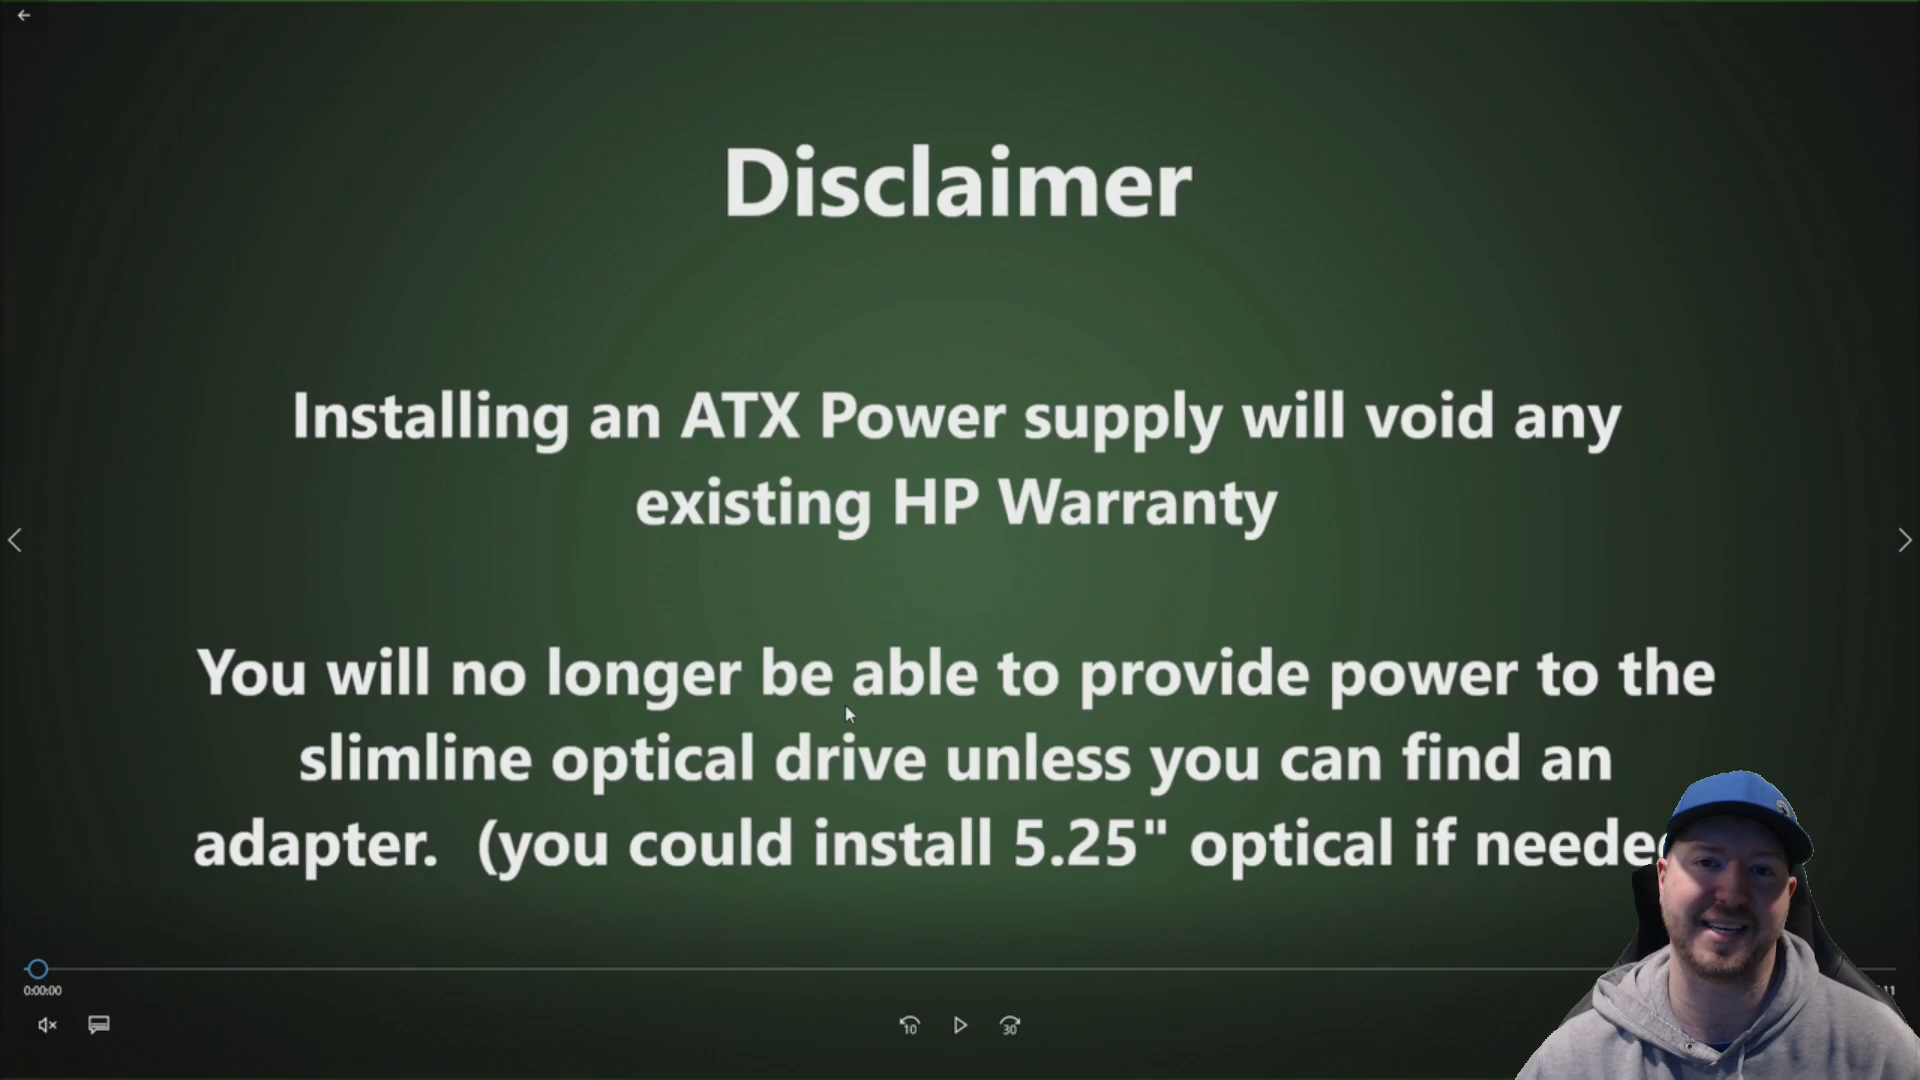 Disclaimer
Installing an ATX Power supply will void any
existing HP Warranty
You will no longer be able to provide power to the
slimline optical drive unless you can find an
adapter. (you could install 5.25" optical if
0:00:00
10
30